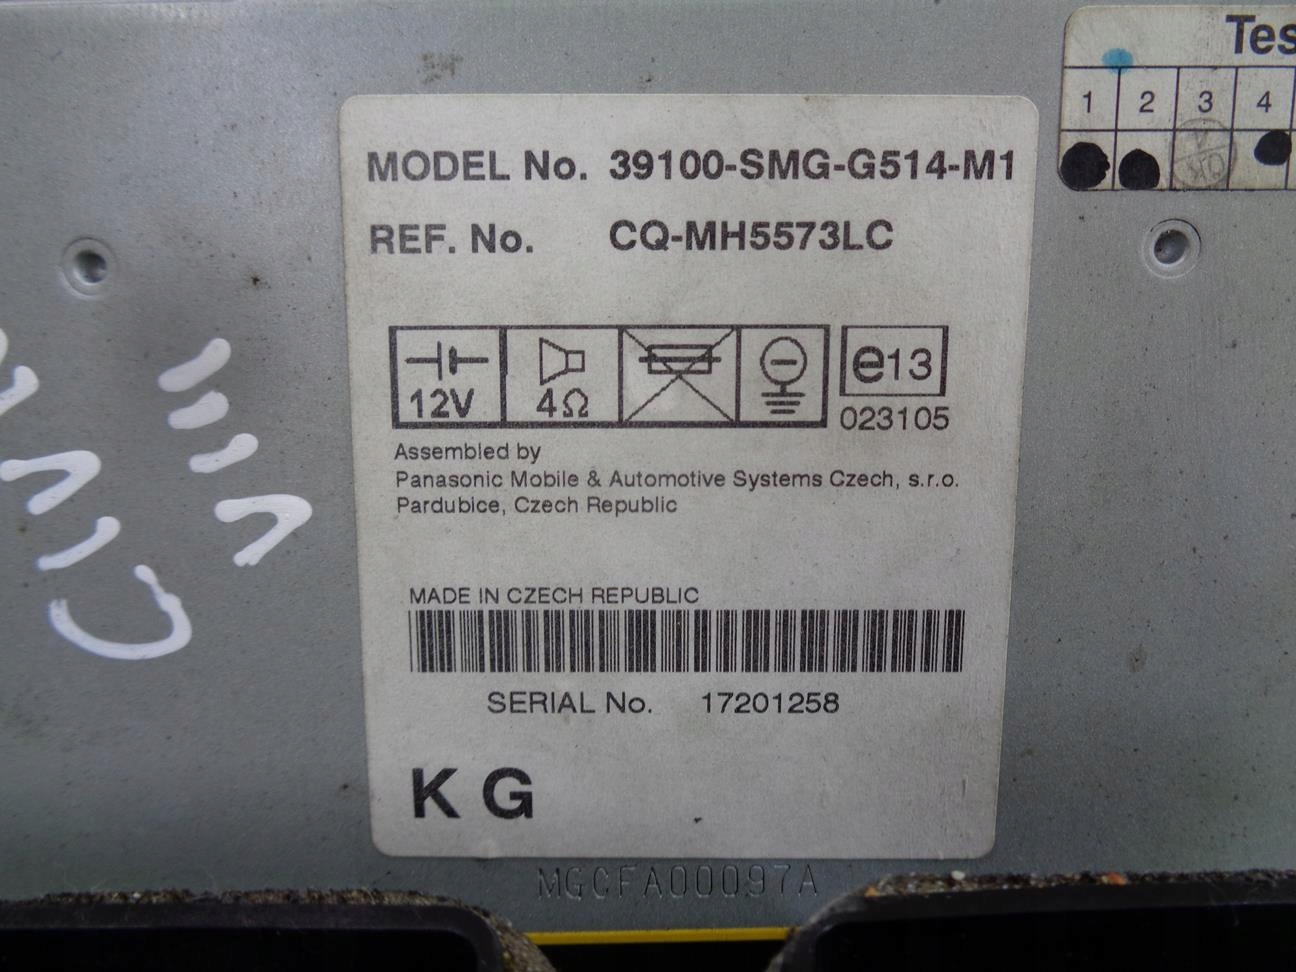 Tes
1 2 3 4
MODEL No. 39100-SMG-G514-M1
REF. No. CQ-MH5573LC
12V 4Ω e13
023105
Assembled by
Panasonic Mobile & Automotive Systems Czech, s.r.o.
Pardubice, Czech Republic
MADE IN CZECH REPUBLIC
SERIAL No. 17201258
K G
MGCFA00097A